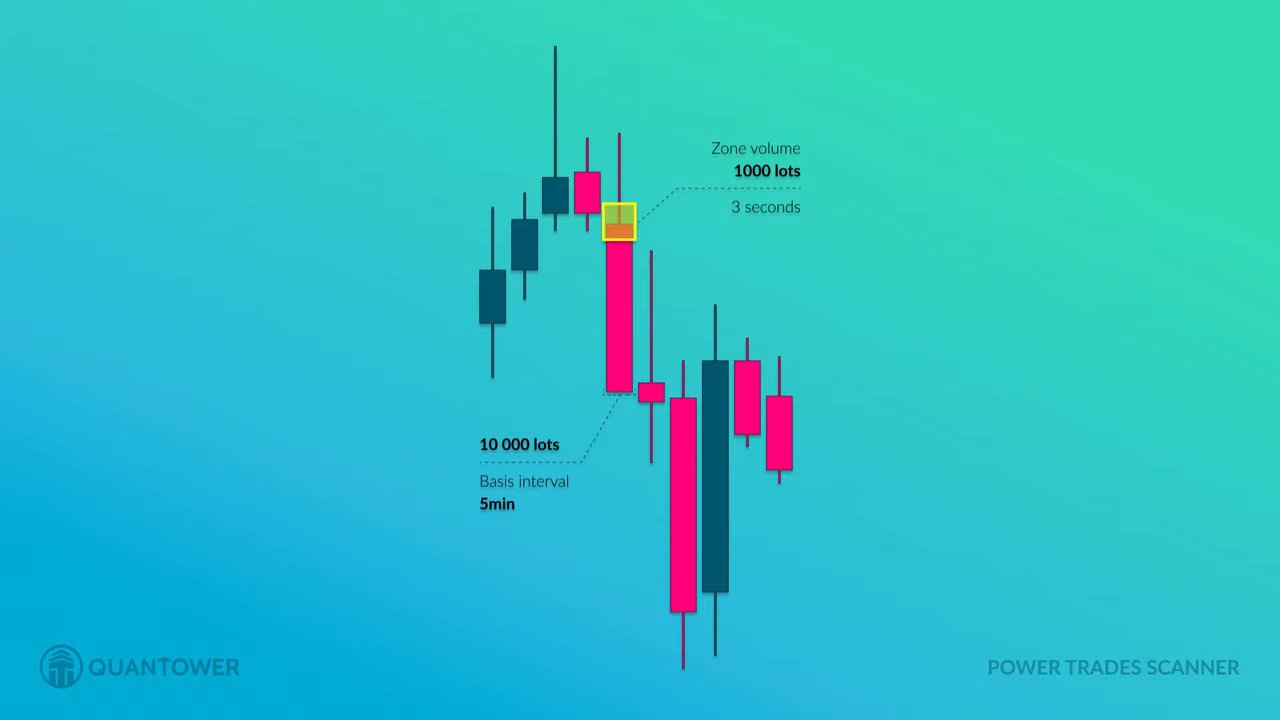 Zone volume
1000 lots
3 seconds
10 000 lots
Basis interval
5min
QUANTOWER
POWER TRADES SCANNER